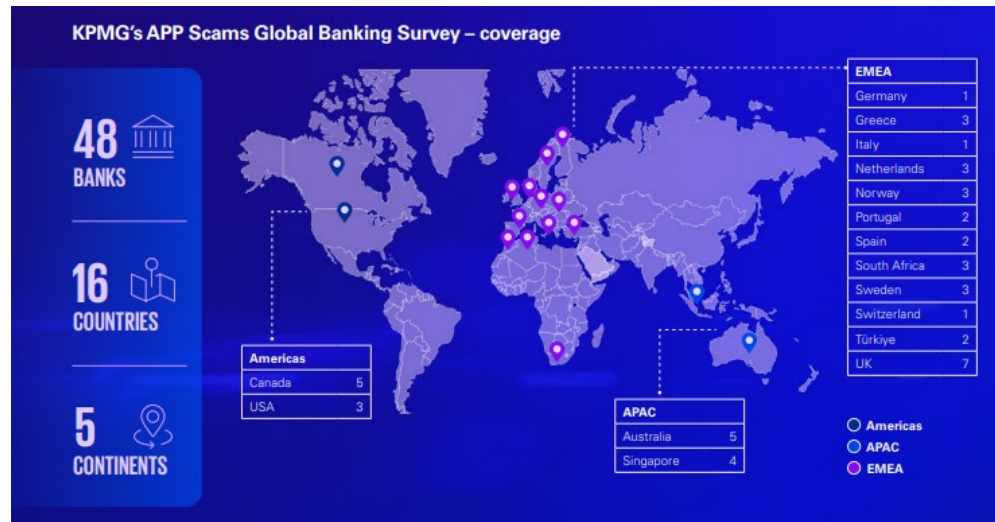 KPMG's APP Scams Global Banking Survey – coverage
48
BANKS
16
COUNTRIES
5
CONTINENTS
Americas
Canada 5
USA 3
APAC
Australia 5
Singapore 4
EMEA
Germany 1
Greece 3
Italy 1
Netherlands 3
Norway 3
Portugal 2
Spain 2
South Africa 3
Sweden 3
Switzerland 1
Türkiye 2
UK 7
Americas
APAC
EMEA